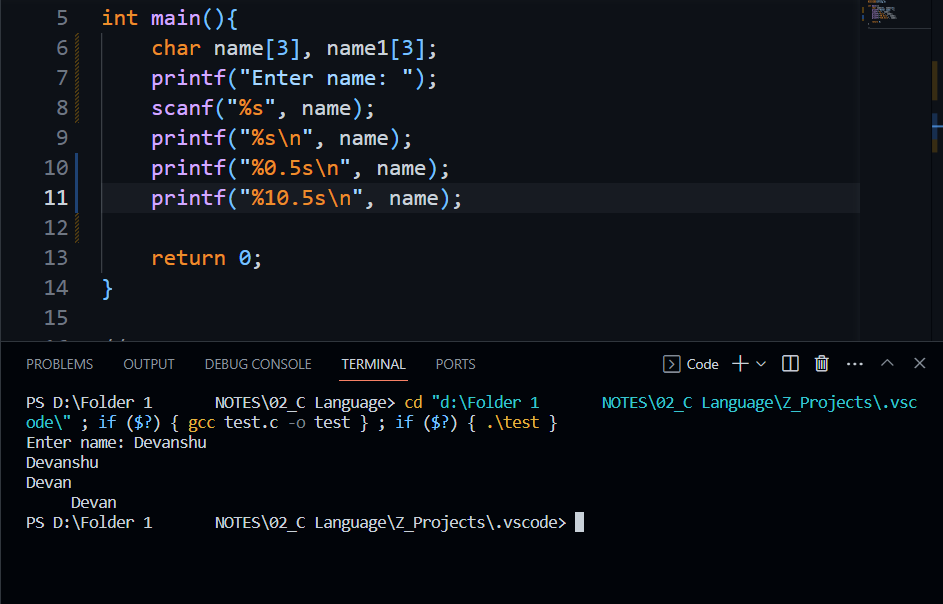 5 int main(){
6 char name[3], name1[3];
7 printf("Enter name: ");
8 scanf("%s", name);
9 printf("%s\n", name);
10 printf("%0.5s\n", name);
11 printf("%10.5s\n", name);
12
13 return 0;
14 }
15
PROBLEMS OUTPUT DEBUG CONSOLE TERMINAL PORTS Code
PS D:\Folder 1 NOTES\02_C Language> cd "d:\Folder 1 NOTES\02_C Language\Z_Projects\.vsc
ode\" ; if ($?) { gcc test.c -o test } ; if ($?) { .\test }
Enter name: Devanshu
Devanshu
Devan
Devan
PS D:\Folder 1 NOTES\02_C Language\Z_Projects\.vscode>